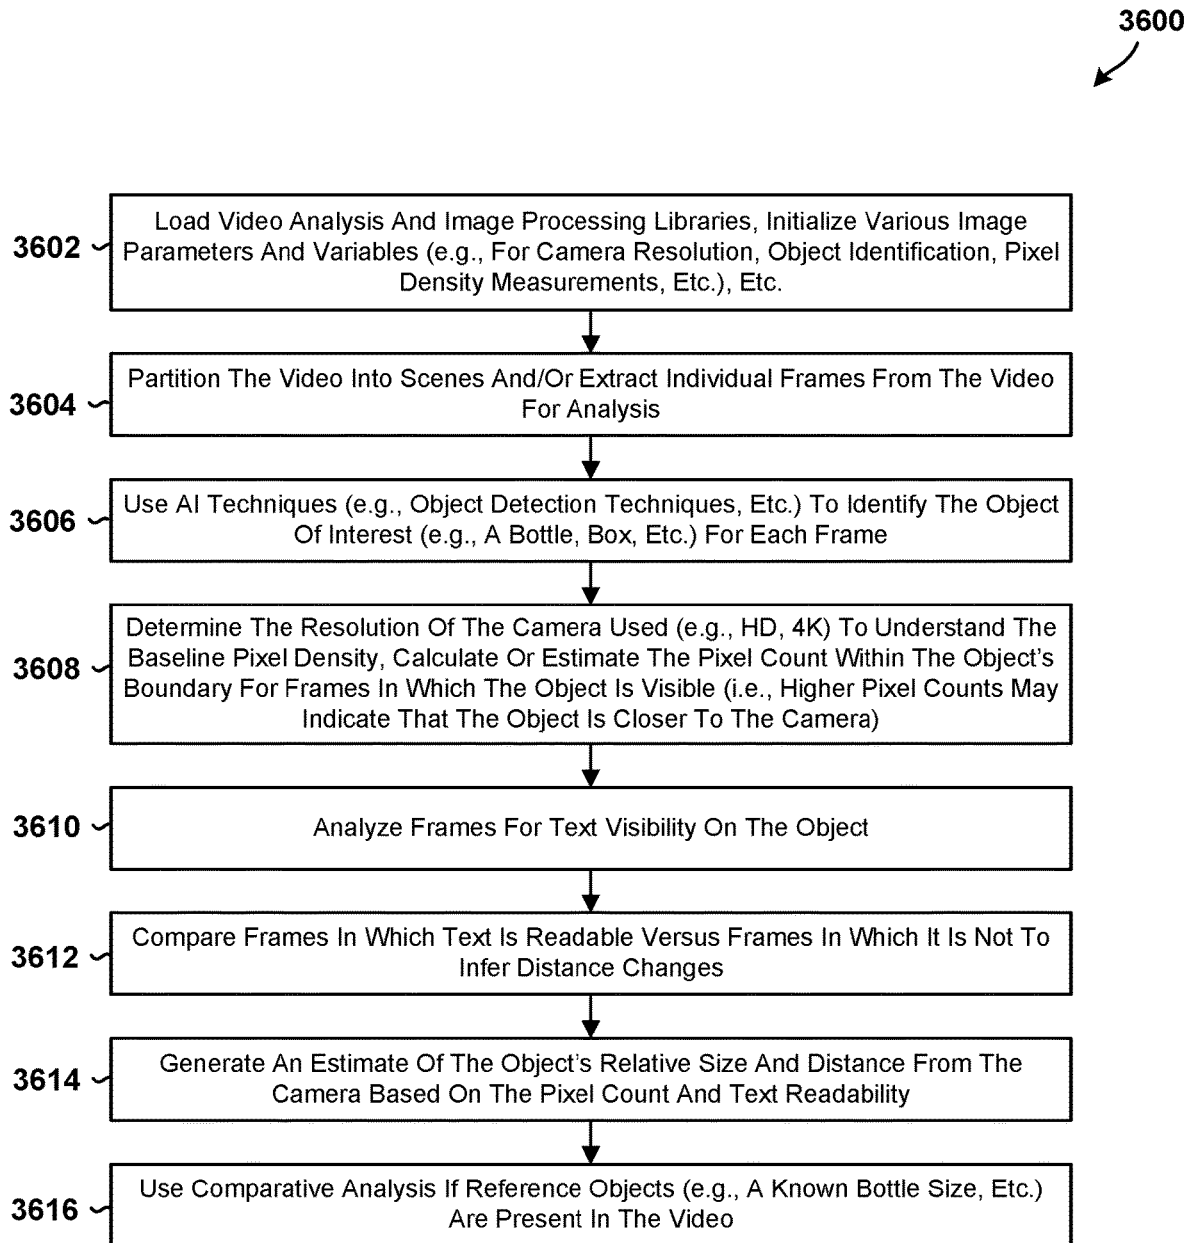 3600
3602
Load Video Analysis And Image Processing Libraries, Initialize Various Image
Parameters And Variables (e.g., For Camera Resolution, Object Identification, Pixel
Density Measurements, Etc.), Etc.
3604
Partition The Video Into Scenes And/Or Extract Individual Frames From The Video
For Analysis
3606
Use AI Techniques (e.g., Object Detection Techniques, Etc.) To Identify The Object
Of Interest (e.g., A Bottle, Box, Etc.) For Each Frame
3608
Determine The Resolution Of The Camera Used (e.g., HD, 4K) To Understand The
Baseline Pixel Density, Calculate Or Estimate The Pixel Count Within The Object's
Boundary For Frames In Which The Object Is Visible (i.e., Higher Pixel Counts May
Indicate That The Object Is Closer To The Camera)
3610
Analyze Frames For Text Visibility On The Object
3612
Compare Frames In Which Text Is Readable Versus Frames In Which It Is Not To
Infer Distance Changes
3614
Generate An Estimate Of The Object's Relative Size And Distance From The
Camera Based On The Pixel Count And Text Readability
3616
Use Comparative Analysis If Reference Objects (e.g., A Known Bottle Size, Etc.)
Are Present In The Video